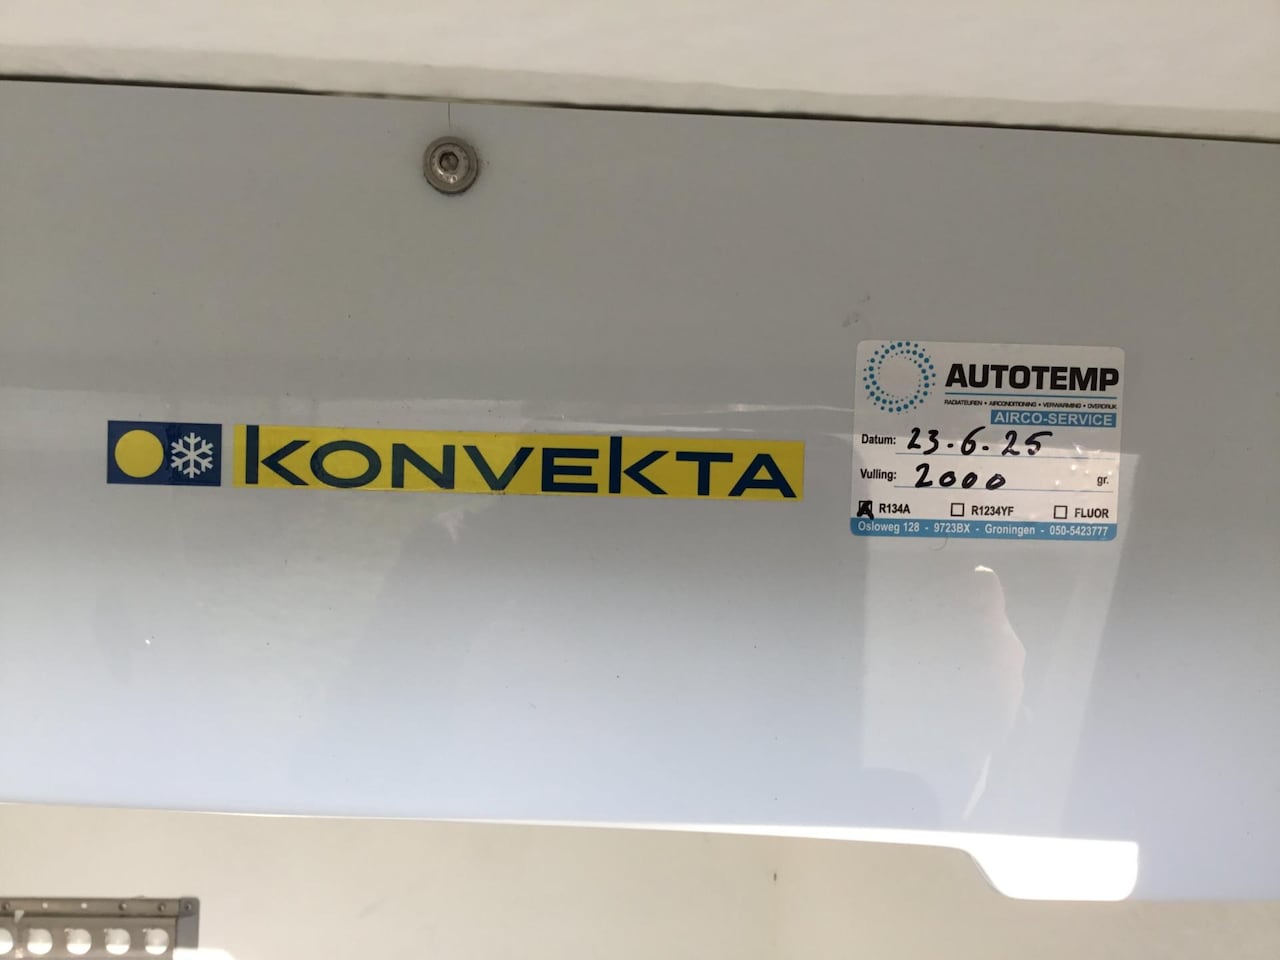 KONVEKTA
AUTOTEMP
RADIATEUREN • AIRCONDITIONING • VERWARMING • OVERDRUK
AIRCO-SERVICE
Datum: 23-6-25
Vulling: 2000 gr.
R134A R1234YF FLUOR
Osloweg 128 - 9723BX - Groningen - 050-5423777